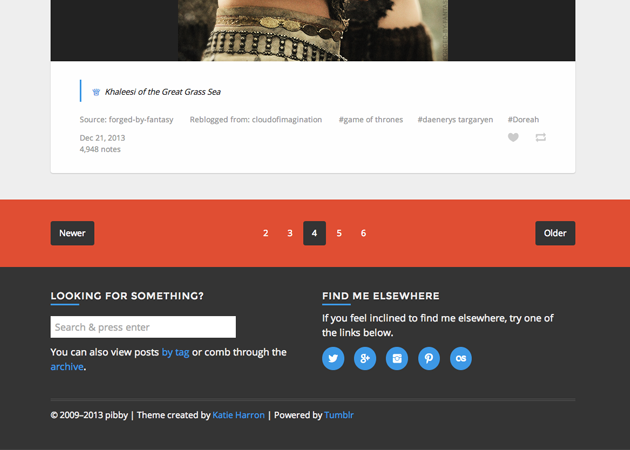 Khaleesi of the Great Grass Sea
Source: forged-by-fantasy Reblogged from: cloudofimagination #game of thrones #daenerys targaryen #Doreah
Dec 21, 2013
4,948 notes
Newer 2 3 4 5 6 Older
LOOKING FOR SOMETHING?
Search & press enter
You can also view posts by tag or comb through the
archive.
FIND ME ELSEWHERE
If you feel inclined to find me elsewhere, try one of
the links below.
© 2009–2013 pibby | Theme created by Katie Harron | Powered by Tumblr